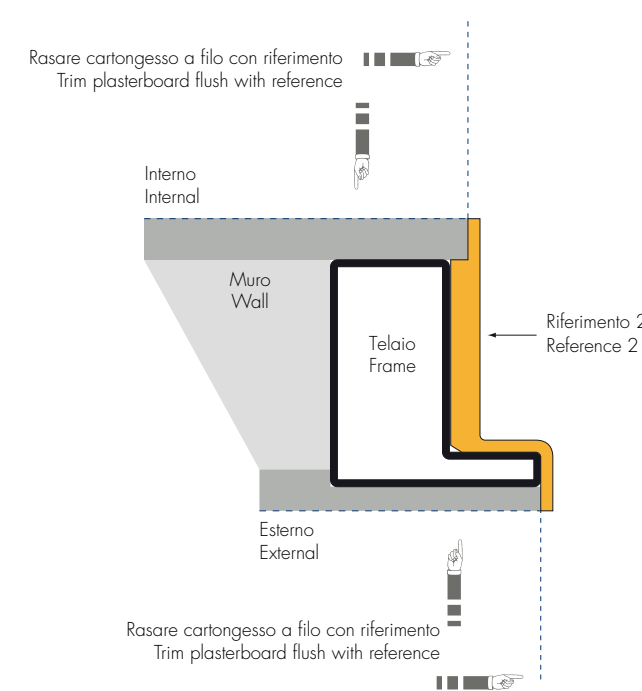 Rasare cartongesso a filo con riferimento
Trim plasterboard flush with reference
Interno
Internal
Muro
Wall
Telaio
Frame
Riferimento 2
Reference 2
Esterno
External
Rasare cartongesso a filo con riferimento
Trim plasterboard flush with reference